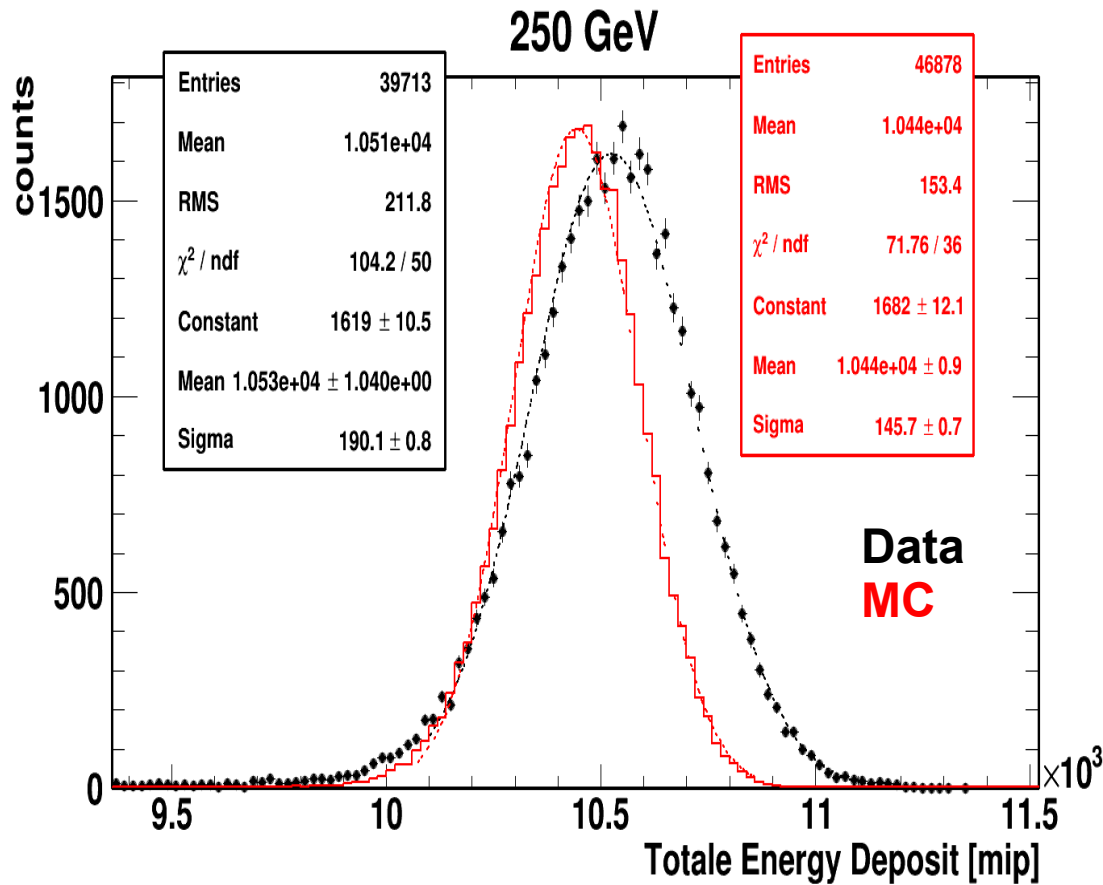 250 GeV
counts
Entries 39713
Mean 1.051e+04
RMS 211.8
χ² / ndf 104.2 / 50
Constant 1619 ± 10.5
Mean 1.053e+04 ± 1.040e+00
Sigma 190.1 ± 0.8
Entries 46878
Mean 1.044e+04
RMS 153.4
χ² / ndf 71.76 / 36
Constant 1682 ± 12.1
Mean 1.044e+04 ± 0.9
Sigma 145.7 ± 0.7
1500
1000
500
0
Data
MC
9.5 10 10.5 11 11.5
×10³
Totale Energy Deposit [mip]